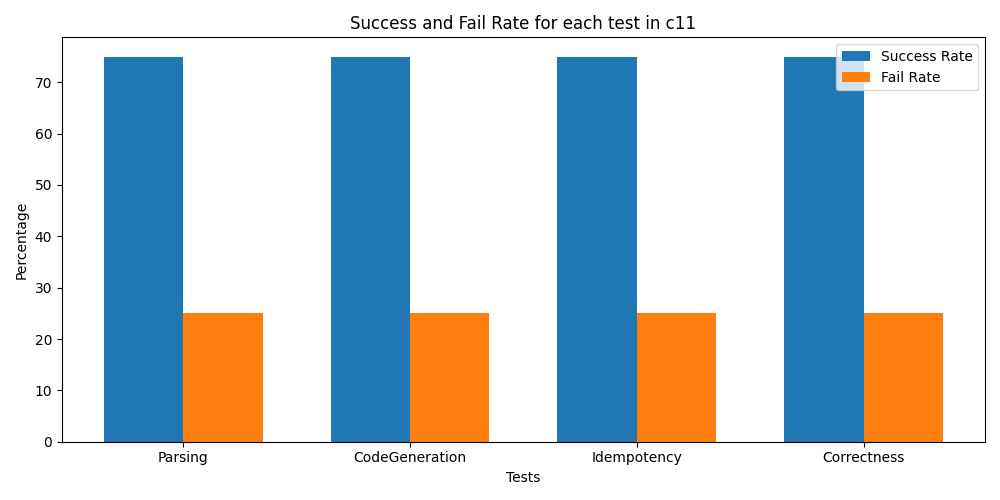 Success and Fail Rate for each test in c11
Success Rate
Fail Rate
Percentage
70
60
50
40
30
20
10
0
Parsing
CodeGeneration
Idempotency
Correctness
Tests